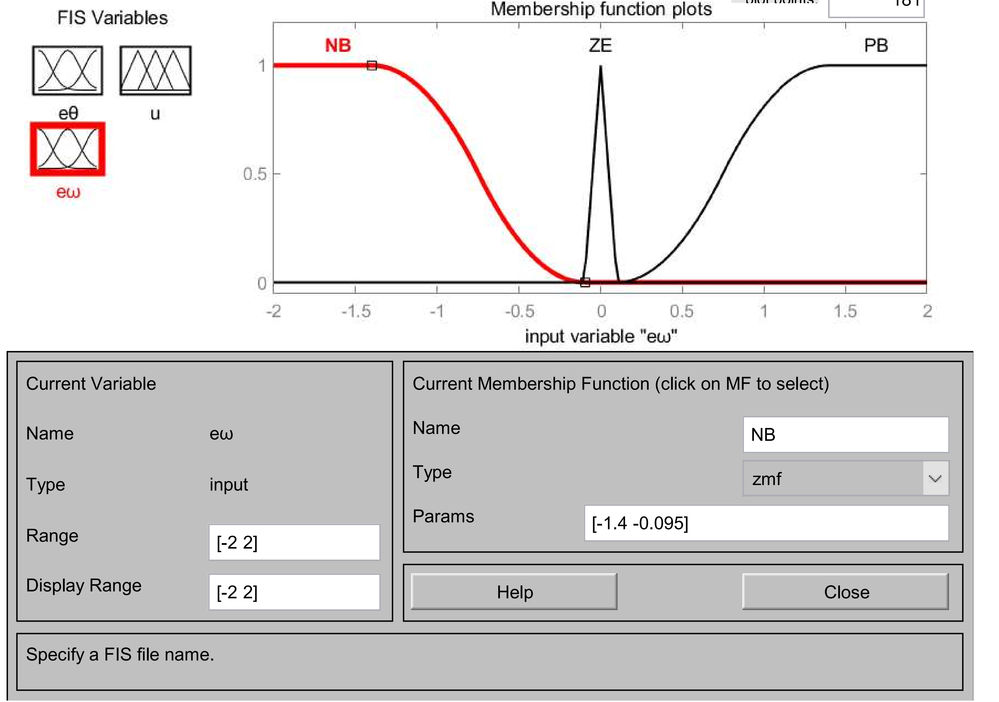 plot points:
181
FIS Variables
Membership function plots
eθ
u
eω
NB
ZE
PB
1
0.5
0
-2 -1.5 -1 -0.5 0 0.5 1 1.5 2
input variable "eω"
Current Variable
Name eω
Type input
Range [-2 2]
Display Range [-2 2]
Current Membership Function (click on MF to select)
Name NB
Type zmf
Params [-1.4 -0.095]
Help Close
Specify a FIS file name.